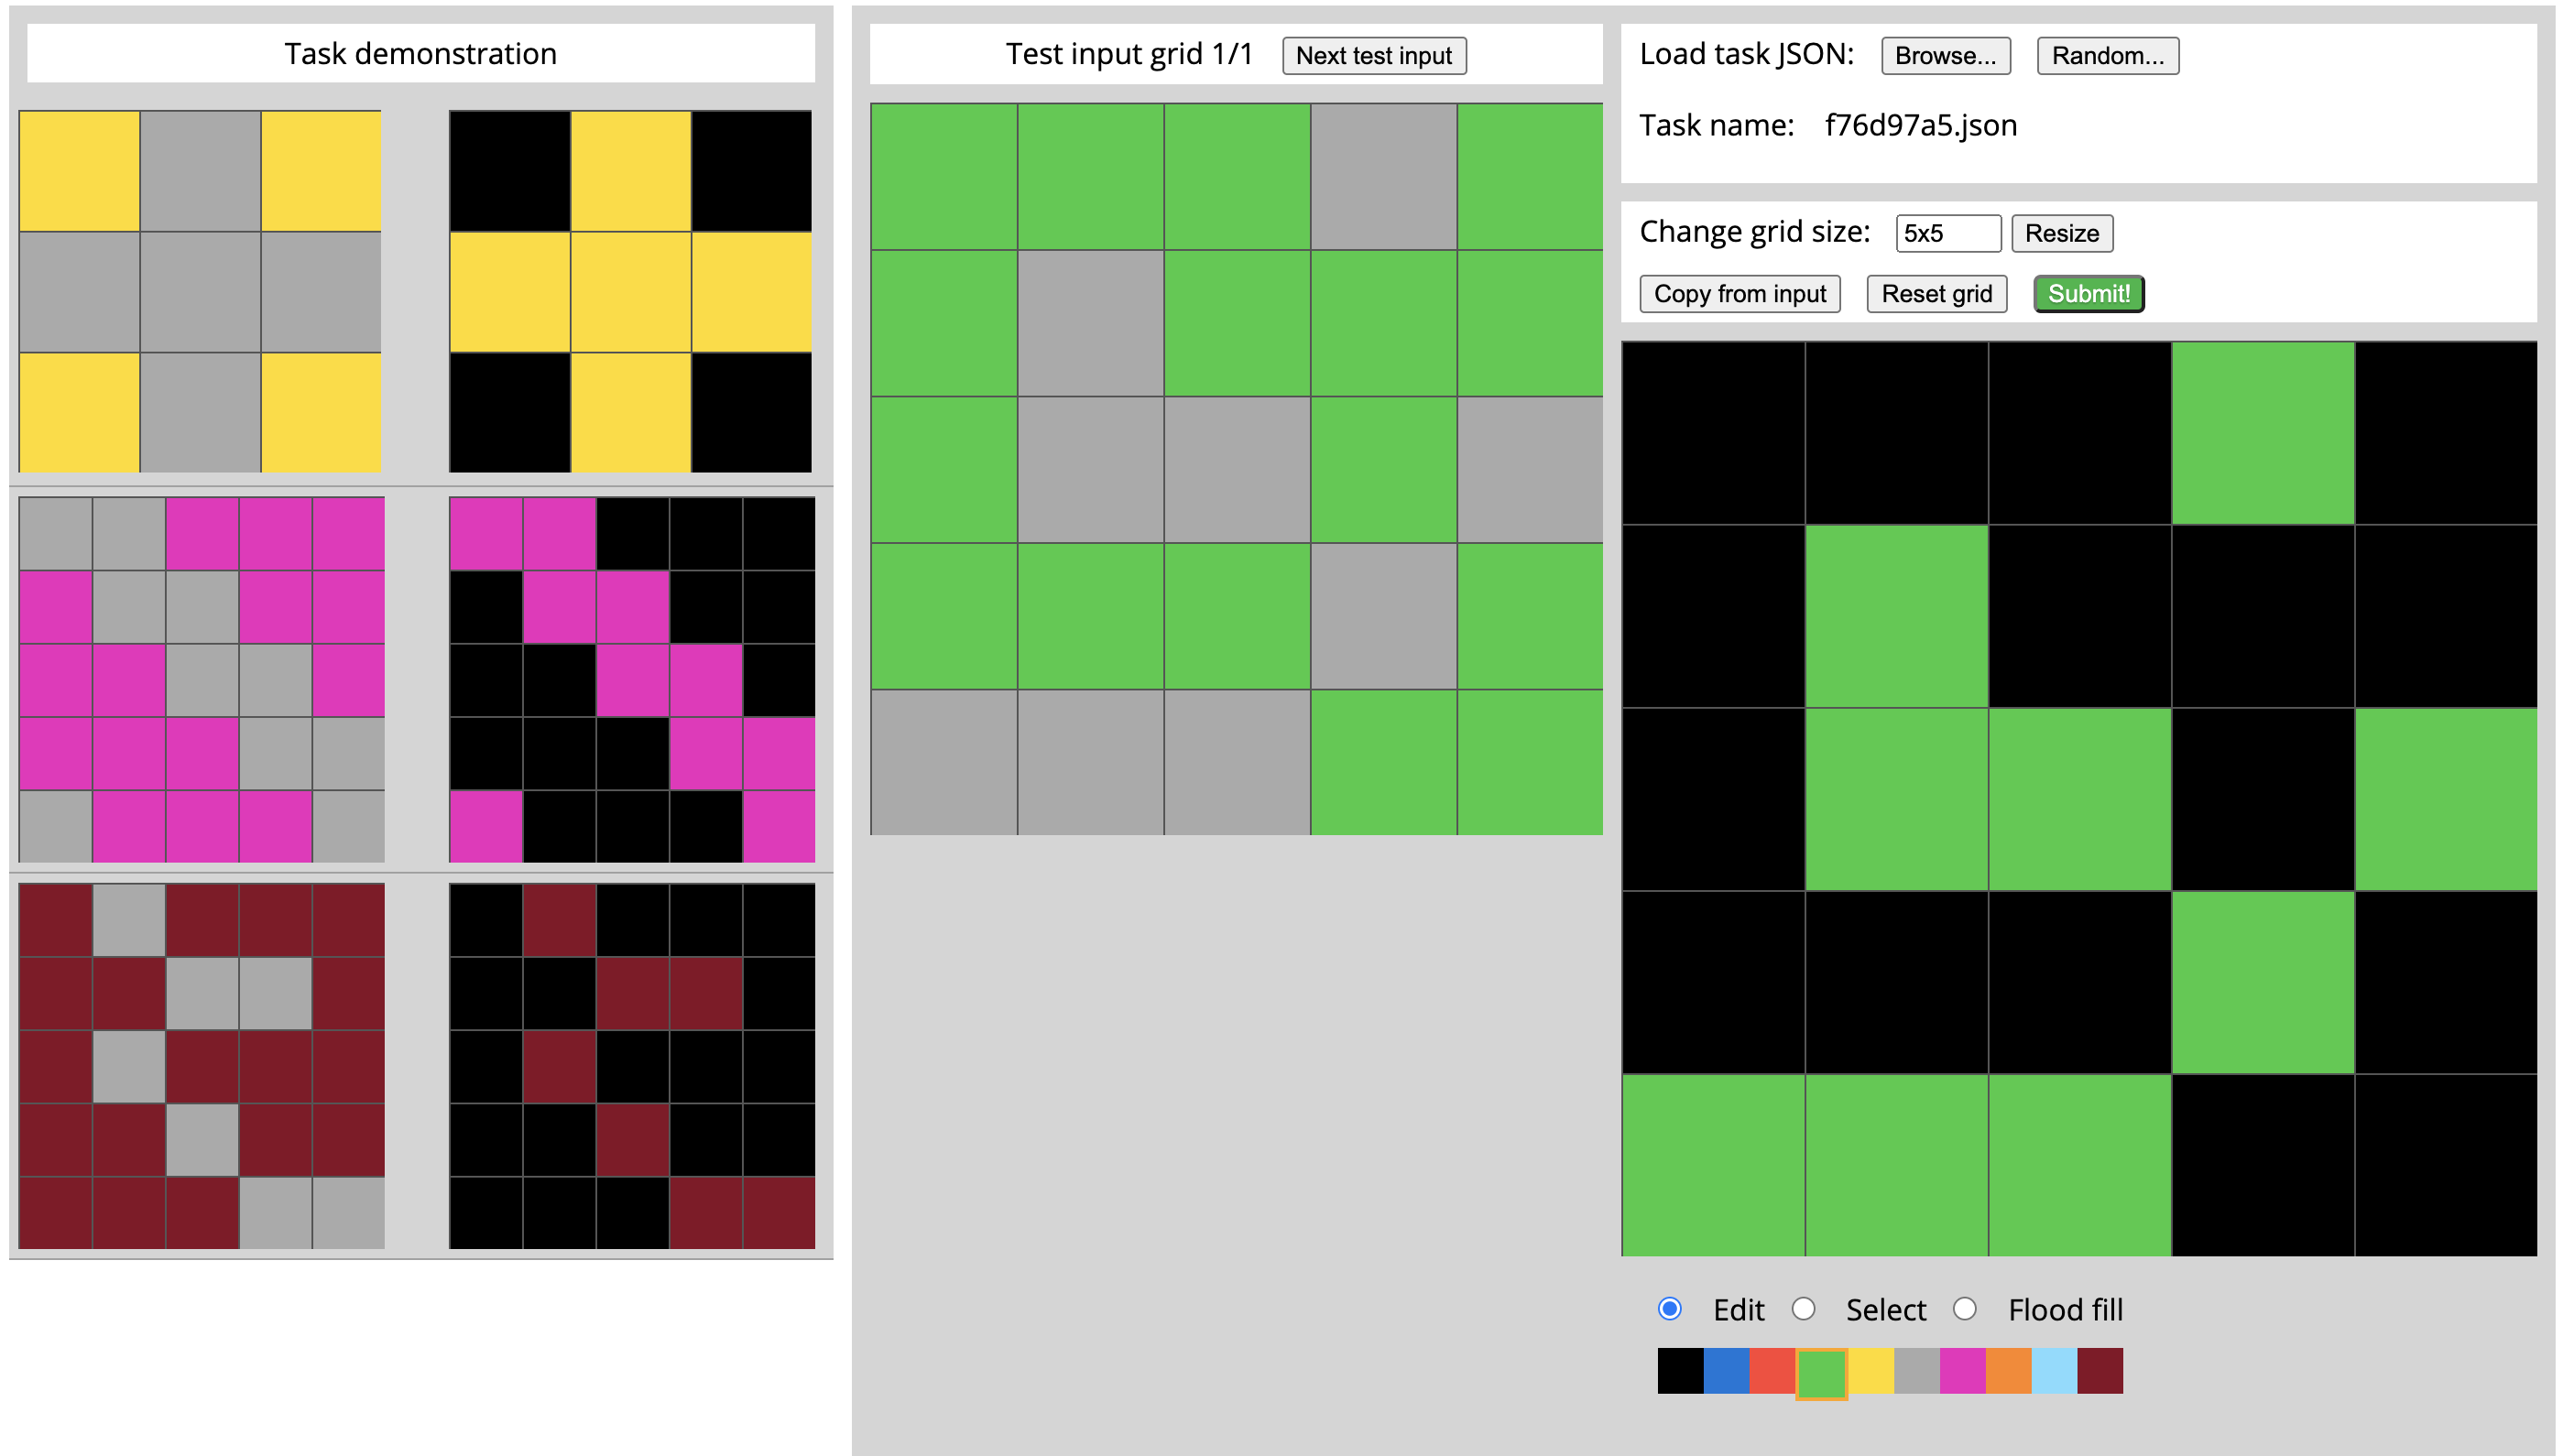 Task demonstration
Test input grid 1/1 Next test input
Load task JSON: Browse... Random...
Task name: f76d97a5.json
Change grid size: 5x5 Resize
Copy from input Reset grid Submit!
Edit Select Flood fill